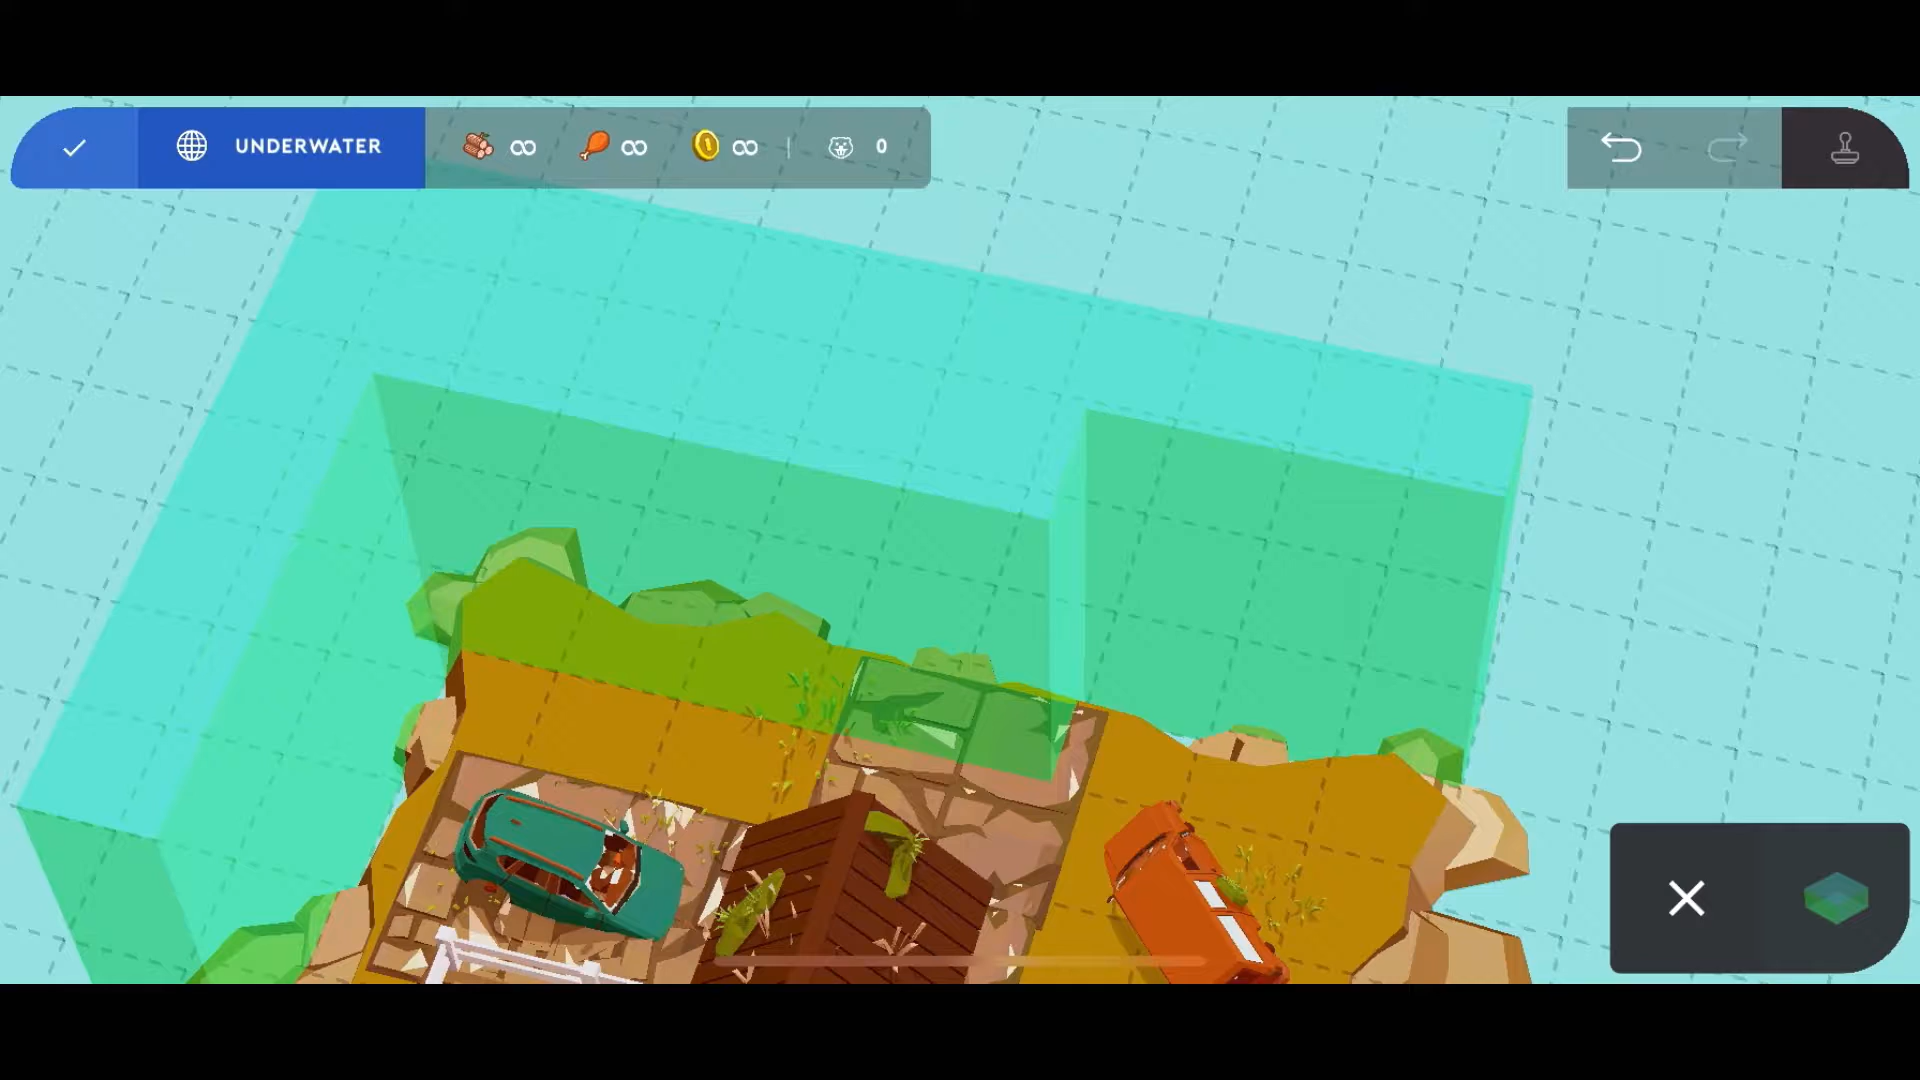 UNDERWATER ∞ ∞ ∞ | 0